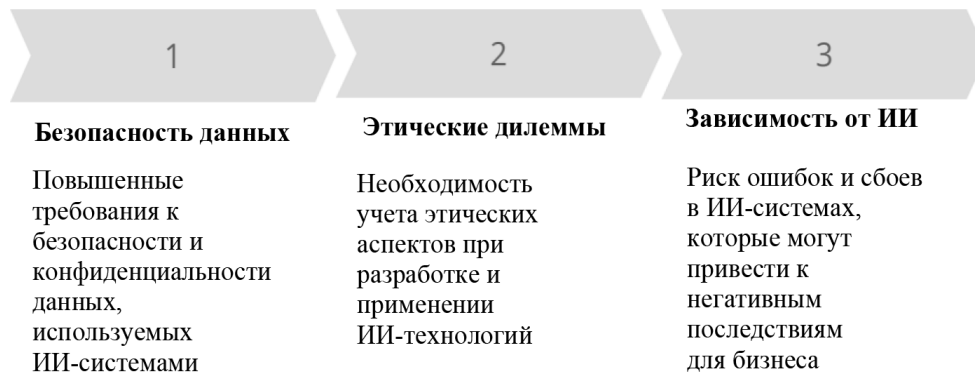 1
2
3
Безопасность данных
Повышенные
требования к
безопасности и
конфиденциальности
данных,
используемых
ИИ-системами
Этические дилеммы
Необходимость
учета этических
аспектов при
разработке и
применении
ИИ-технологий
Зависимость от ИИ
Риск ошибок и сбоев
в ИИ-системах,
которые могут
привести к
негативным
последствиям
для бизнеса